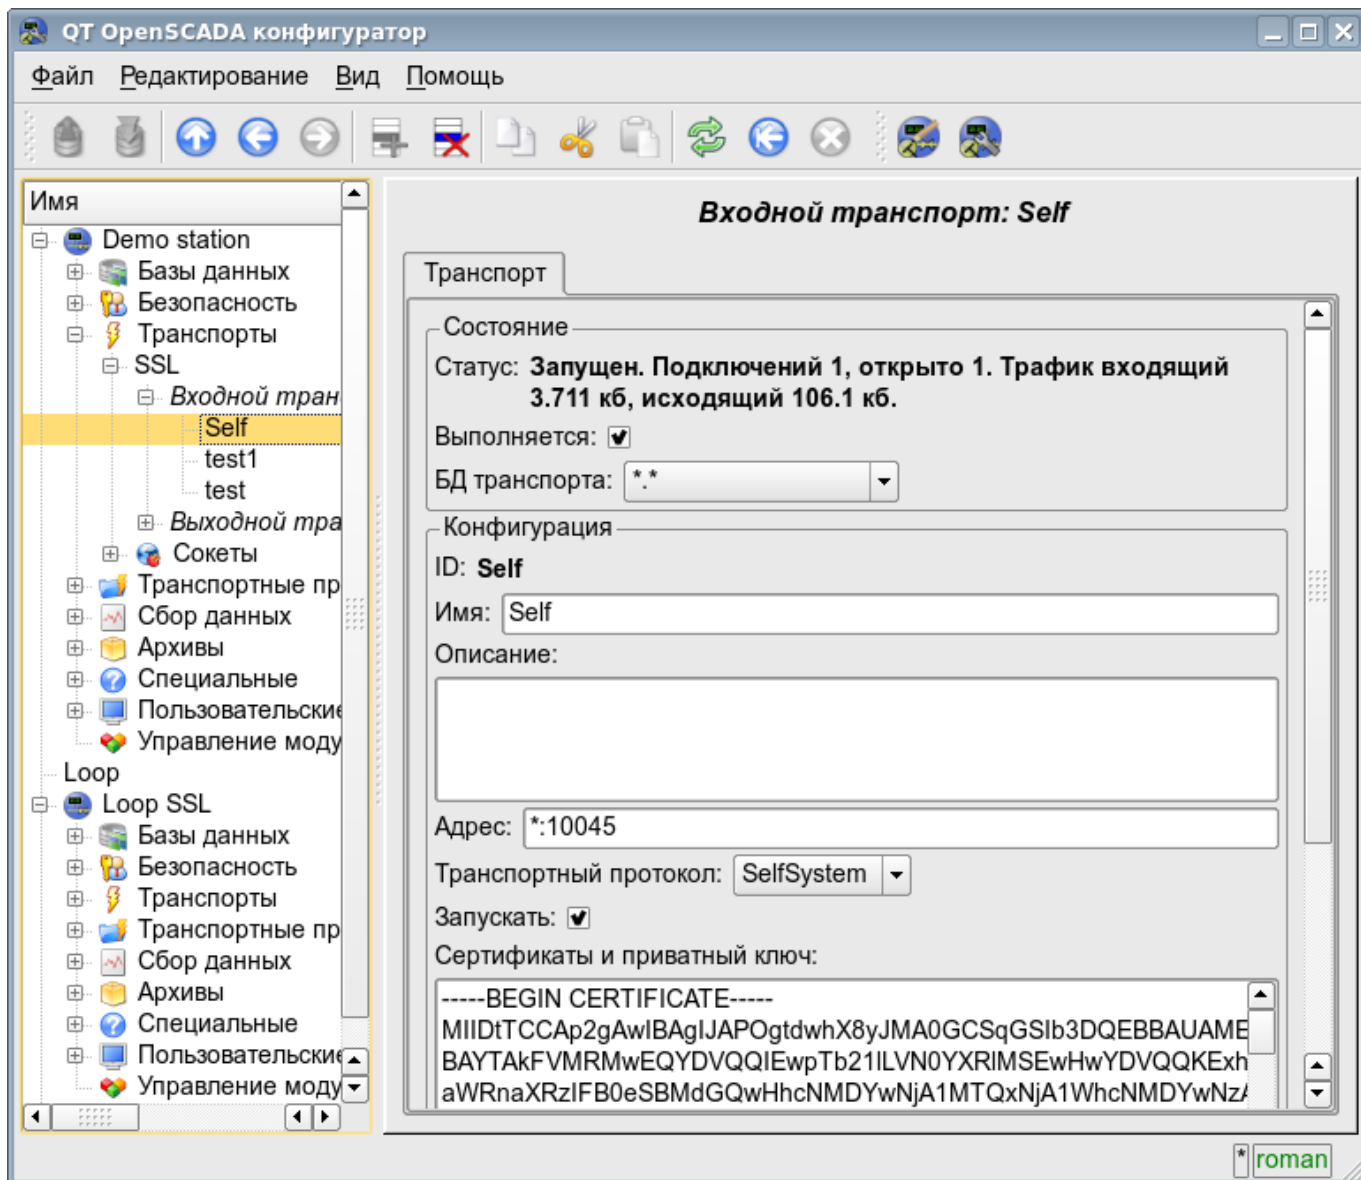 QT OpenSCADA конфигуратор
Файл Редактирование Вид Помощь
Имя
Demo station
Базы данных
Безопасность
Транспорты
SSL
Входной тран
Self
test1
test
Выходной тра
Сокеты
Транспортные пр
Сбор данных
Архивы
Специальные
Пользовательские
Управление моду
Loop
Loop SSL
Базы данных
Безопасность
Транспорты
Транспортные пр
Сбор данных
Архивы
Специальные
Пользовательские
Управление моду
Входной транспорт: Self
Транспорт
Состояние
Статус: Запущен. Подключений 1, открыто 1. Трафик входящий
3.711 кб, исходящий 106.1 кб.
Выполняется:
БД транспорта: *.*
Конфигурация
ID: Self
Имя: Self
Описание:
Адрес: *:10045
Транспортный протокол: SelfSystem
Запускать:
Сертификаты и приватный ключ:
-----BEGIN CERTIFICATE-----
MIIDtTCCAp2gAwIBAgIJAPOgtdwhX8yJMA0GCSqGSIb3DQEBBAUAME
BAYTAkFVMRMwEQYDVQQIEwpTb21lLVN0YXRlMSEwHwYDVQQKExh
aWRnaXRzIFB0eSBMdGQwHhcNMDYwNjA1MTQxNjA1WhcNMDYwNzA
* roman